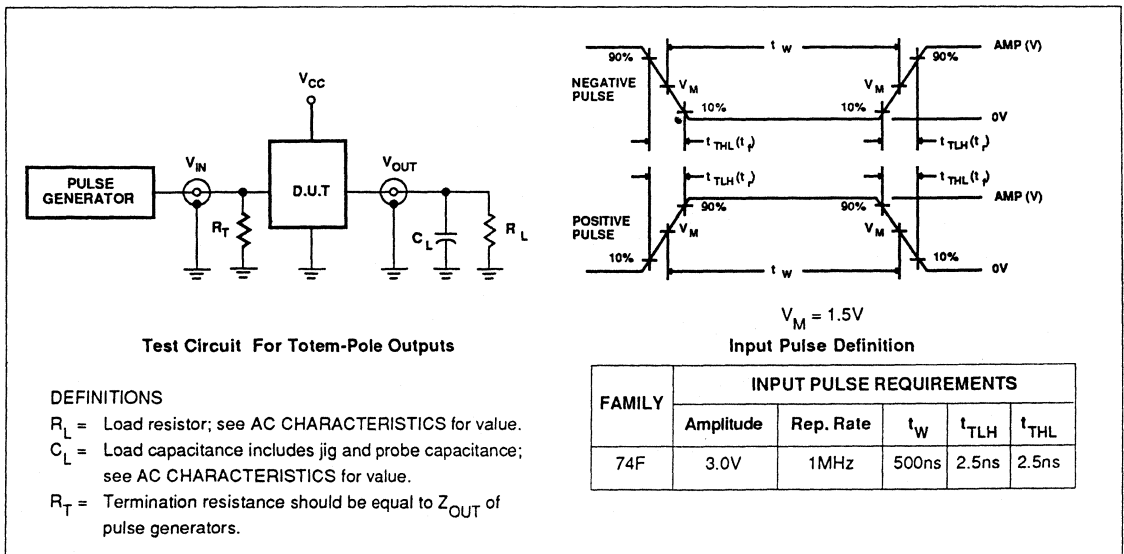 V_CC
V_IN
V_OUT
PULSE GENERATOR
D.U.T
R_T
C_L
R_L
Test Circuit For Totem-Pole Outputs
DEFINITIONS
R_L = Load resistor; see AC CHARACTERISTICS for value.
C_L = Load capacitance includes jig and probe capacitance;
see AC CHARACTERISTICS for value.
R_T = Termination resistance should be equal to Z_OUT of
pulse generators.
t_W
AMP (V)
90%
90%
NEGATIVE PULSE
V_M
V_M
10%
10%
0V
t_THL (t_f)
t_TLH (t_r)
t_TLH (t_r)
t_THL (t_f)
AMP (V)
90%
90%
POSITIVE PULSE
V_M
V_M
10%
10%
t_W
0V
V_M = 1.5V
Input Pulse Definition
FAMILY
INPUT PULSE REQUIREMENTS
Amplitude Rep. Rate t_W t_TLH t_THL
74F 3.0V 1MHz 500ns 2.5ns 2.5ns